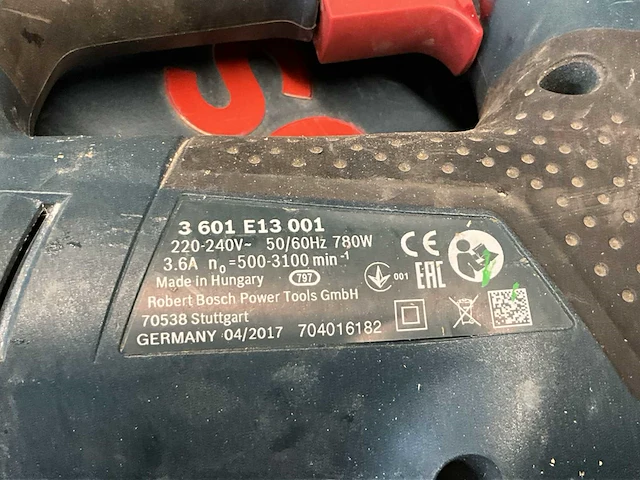 3 601 E13 001
220-240V~ 50/60Hz 780W
3.6A n₀=500-3100 min⁻¹
Made in Hungary 797
Robert Bosch Power Tools GmbH
70538 Stuttgart
GERMANY 04/2017 704016182
CE
001
EAC